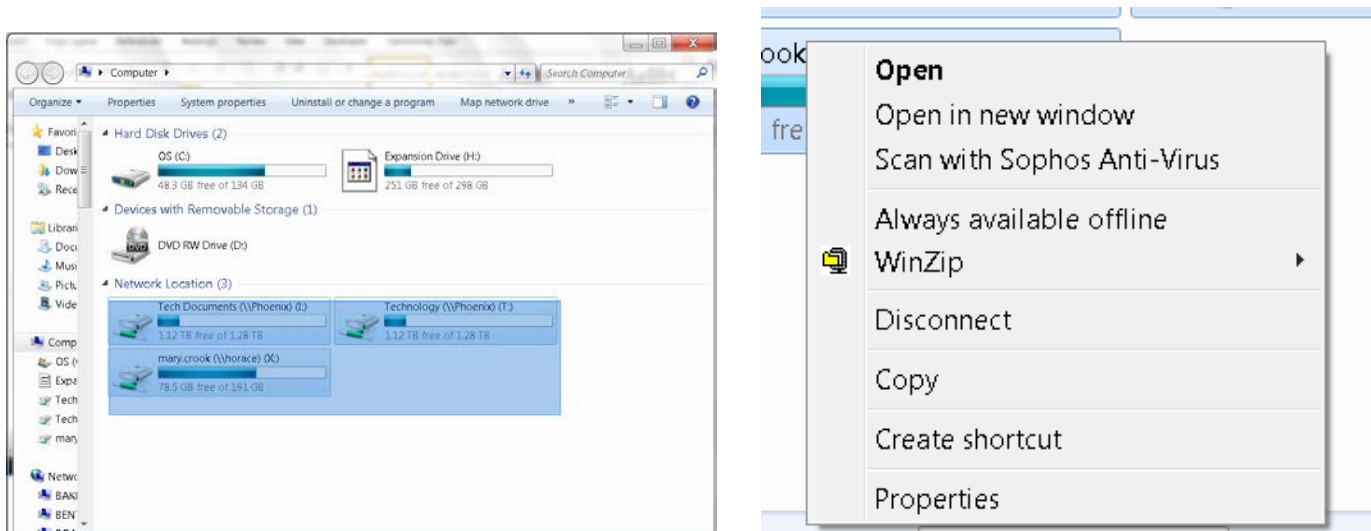 Computer
Search Computer
Organize
Properties
System properties
Uninstall or change a program
Map network drive
»
Favori
Desk
Dow
Rece
Librari
Docu
Musi
Pictu
Vide
Comp
OS (
Expa
Tech
Tech
mary
Netwo
BAKI
BEN
Hard Disk Drives (2)
OS (C:)
48.3 GB free of 134 GB
Expansion Drive (H:)
251 GB free of 298 GB
Devices with Removable Storage (1)
DVD RW Drive (D:)
Network Location (3)
Tech Documents (\\Phoenix) (I:)
1.12 TB free of 1.28 TB
Technology (\\Phoenix) (T:)
1.12 TB free of 1.28 TB
mary.crook (\\horace) (X:)
78.5 GB free of 191 GB
ook
fre
Open
Open in new window
Scan with Sophos Anti-Virus
Always available offline
WinZip
Disconnect
Copy
Create shortcut
Properties